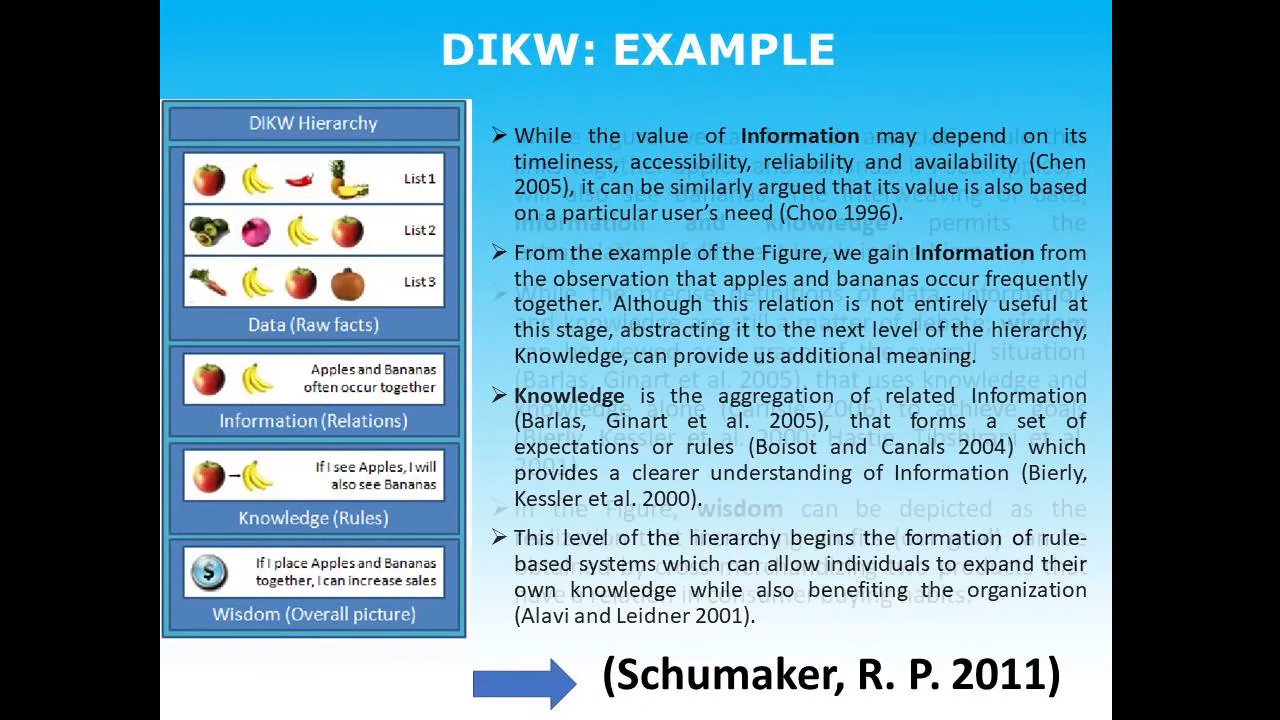 DIKW: EXAMPLE
DIKW Hierarchy
List 1
List 2
List 3
Data (Raw facts)
Apples and Bananas
often occur together
Information (Relations)
If I see Apples, I will
also see Bananas
Knowledge (Rules)
If I place Apples and Bananas
together, I can increase sales
Wisdom (Overall picture)
➢ While the value of Information may depend on its
timeliness, accessibility, reliability and availability (Chen
2005), it can be similarly argued that its value is also based
on a particular user’s need (Choo 1996).
➢ From the example of the Figure, we gain Information from
the observation that apples and bananas occur frequently
together. Although this relation is not entirely useful at
this stage, abstracting it to the next level of the hierarchy,
Knowledge, can provide us additional meaning.
➢ Knowledge is the aggregation of related Information
(Barlas, Ginart et al. 2005), that forms a set of
expectations or rules (Boisot and Canals 2004) which
provides a clearer understanding of Information (Bierly,
Kessler et al. 2000).
➢ This level of the hierarchy begins the formation of rule-
based systems which can allow individuals to expand their
own knowledge while also benefiting the organization
(Alavi and Leidner 2001).
(Schumaker, R. P. 2011)